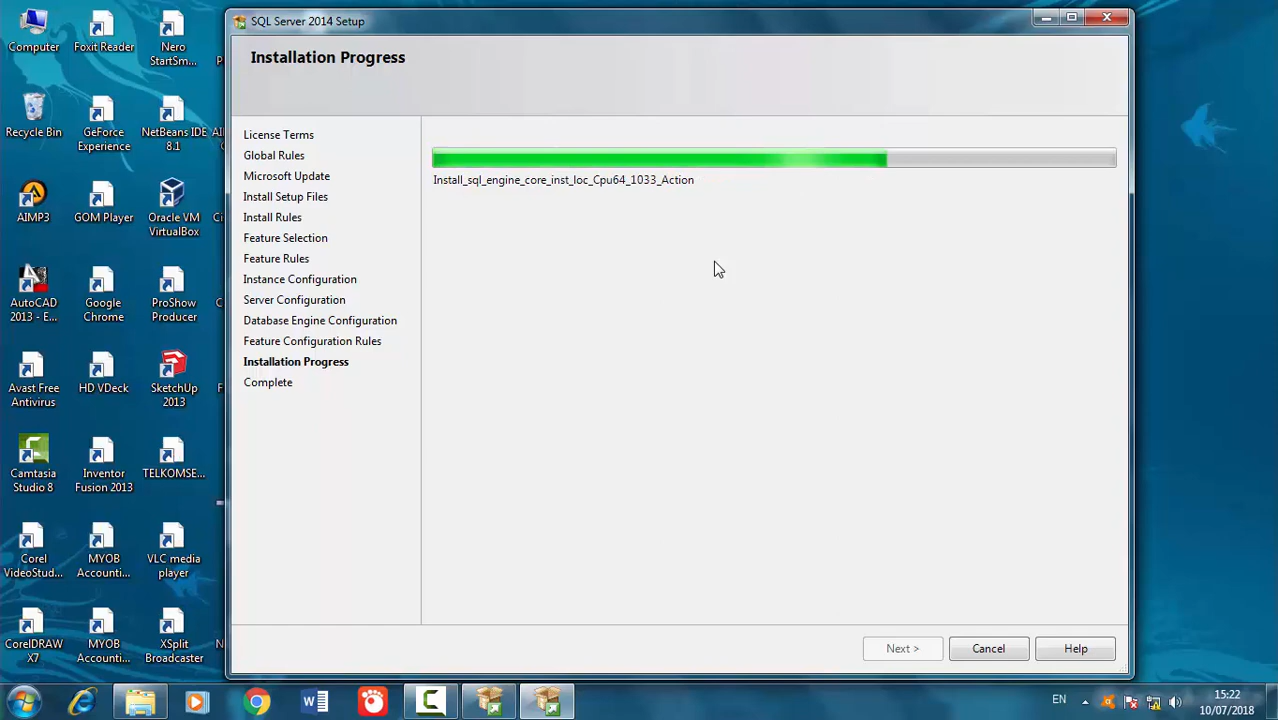 Computer
Foxit Reader
Nero
StartSm...
Recycle Bin
GeForce
Experience
NetBeans IDE
8.1
AIMP3
GOM Player
Oracle VM
VirtualBox
AutoCAD
2013 - E...
Google
Chrome
ProShow
Producer
Avast Free
Antivirus
HD VDeck
SketchUp
2013
Camtasia
Studio 8
Inventor
Fusion 2013
TELKOMSE...
Corel
VideoStud...
MYOB
Accounti...
VLC media
player
CorelDRAW
X7
MYOB
Accounti...
XSplit
Broadcaster
SQL Server 2014 Setup
Installation Progress
License Terms
Global Rules
Microsoft Update
Install Setup Files
Install Rules
Feature Selection
Feature Rules
Instance Configuration
Server Configuration
Database Engine Configuration
Feature Configuration Rules
Installation Progress
Complete
Install_sql_engine_core_inst_loc_Cpu64_1033_Action
Next >
Cancel
Help
EN
15:22
10/07/2018